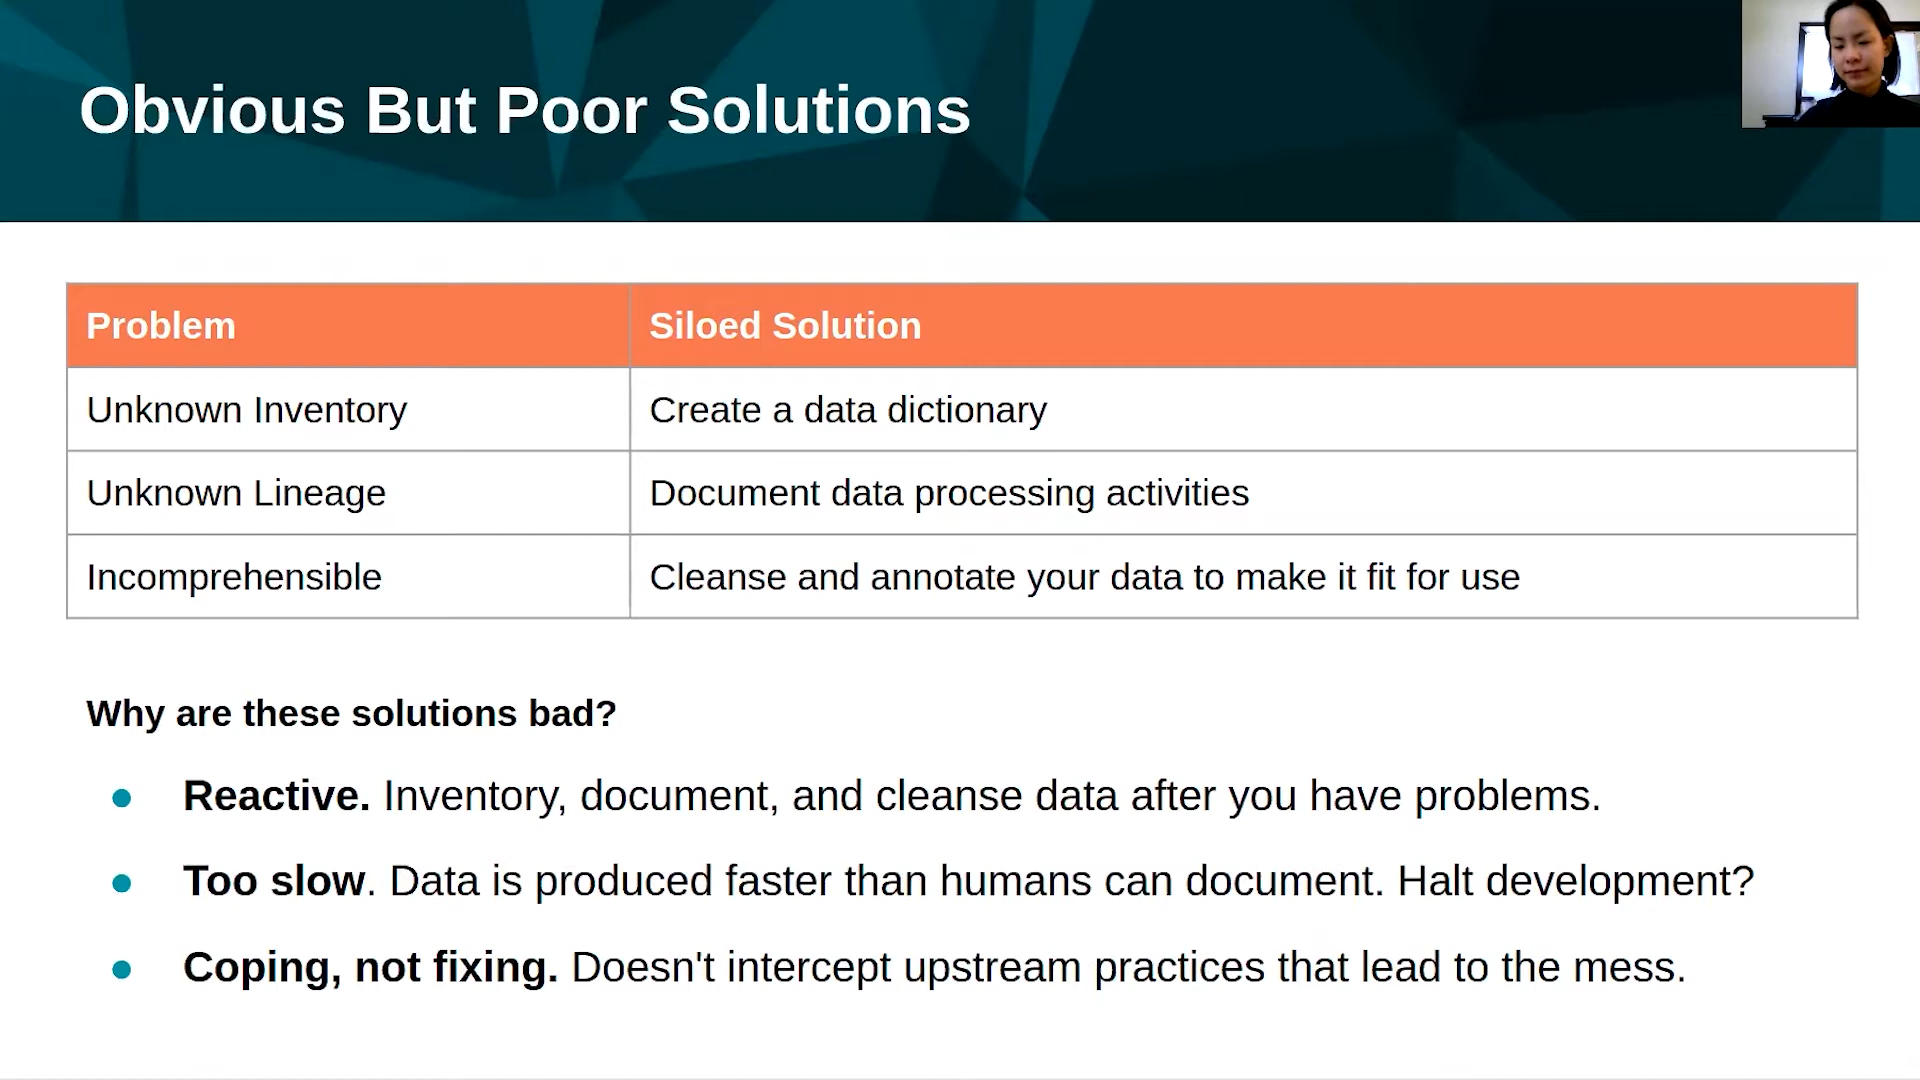 Obvious But Poor Solutions
Problem Siloed Solution
Unknown Inventory Create a data dictionary
Unknown Lineage Document data processing activities
Incomprehensible Cleanse and annotate your data to make it fit for use
Why are these solutions bad?
● Reactive. Inventory, document, and cleanse data after you have problems.
● Too slow. Data is produced faster than humans can document. Halt development?
● Coping, not fixing. Doesn't intercept upstream practices that lead to the mess.